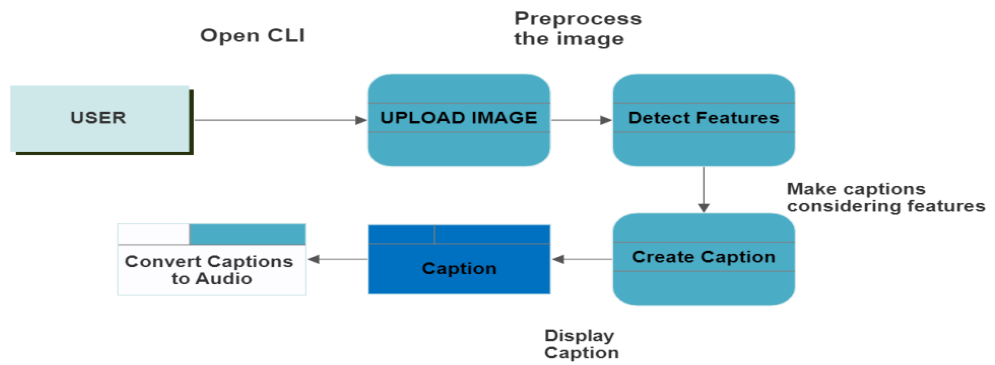 Open CLI
Preprocess
the image
USER
UPLOAD IMAGE
Detect Features
Make captions
considering features
Create Caption
Caption
Convert Captions
to Audio
Display
Caption